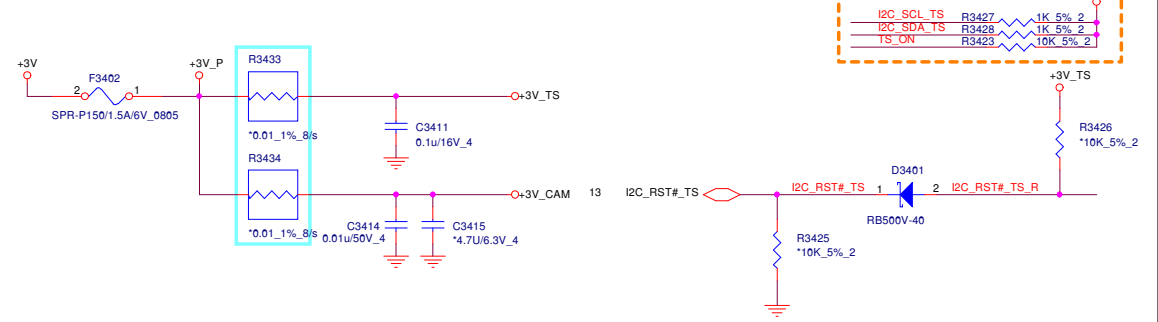 I2C_SCL_TS R3427 1K_5%_2
I2C_SDA_TS R3428 1K_5%_2
TS_ON R3423 10K_5%_2
+3V
F3402
2 1
SPR-P150/1.5A/6V_0805
+3V_P
R3433
*0.01_1%_8/s
+3V_TS
C3411
0.1u/16V_4
R3434
*0.01_1%_8/s
+3V_CAM
C3414
0.01u/50V_4
C3415
*4.7U/6.3V_4
13 I2C_RST#_TS
I2C_RST#_TS 1
D3401
2 I2C_RST#_TS_R
RB500V-40
+3V_TS
R3426
*10K_5%_2
R3425
*10K_5%_2